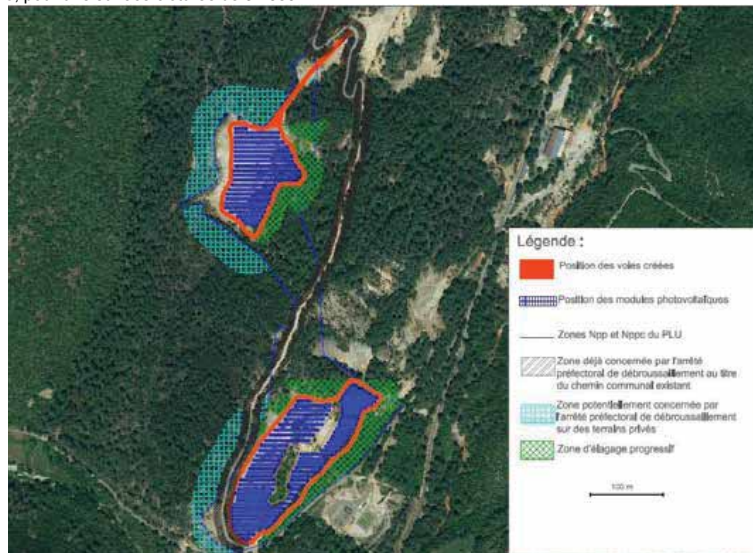 Légende :
Position des voies créées
Position des modules photovoltaïques
Zones Npp et Nppc du PLU
Zone déjà concernée par l'arrêté
préfectoral de débroussaillement au titre
du chemin communal existant
Zone potentiellement concernée par
l'arrêté préfectoral de débroussaillement
sur des terrains privés
Zone d'élagage progressif
100 m